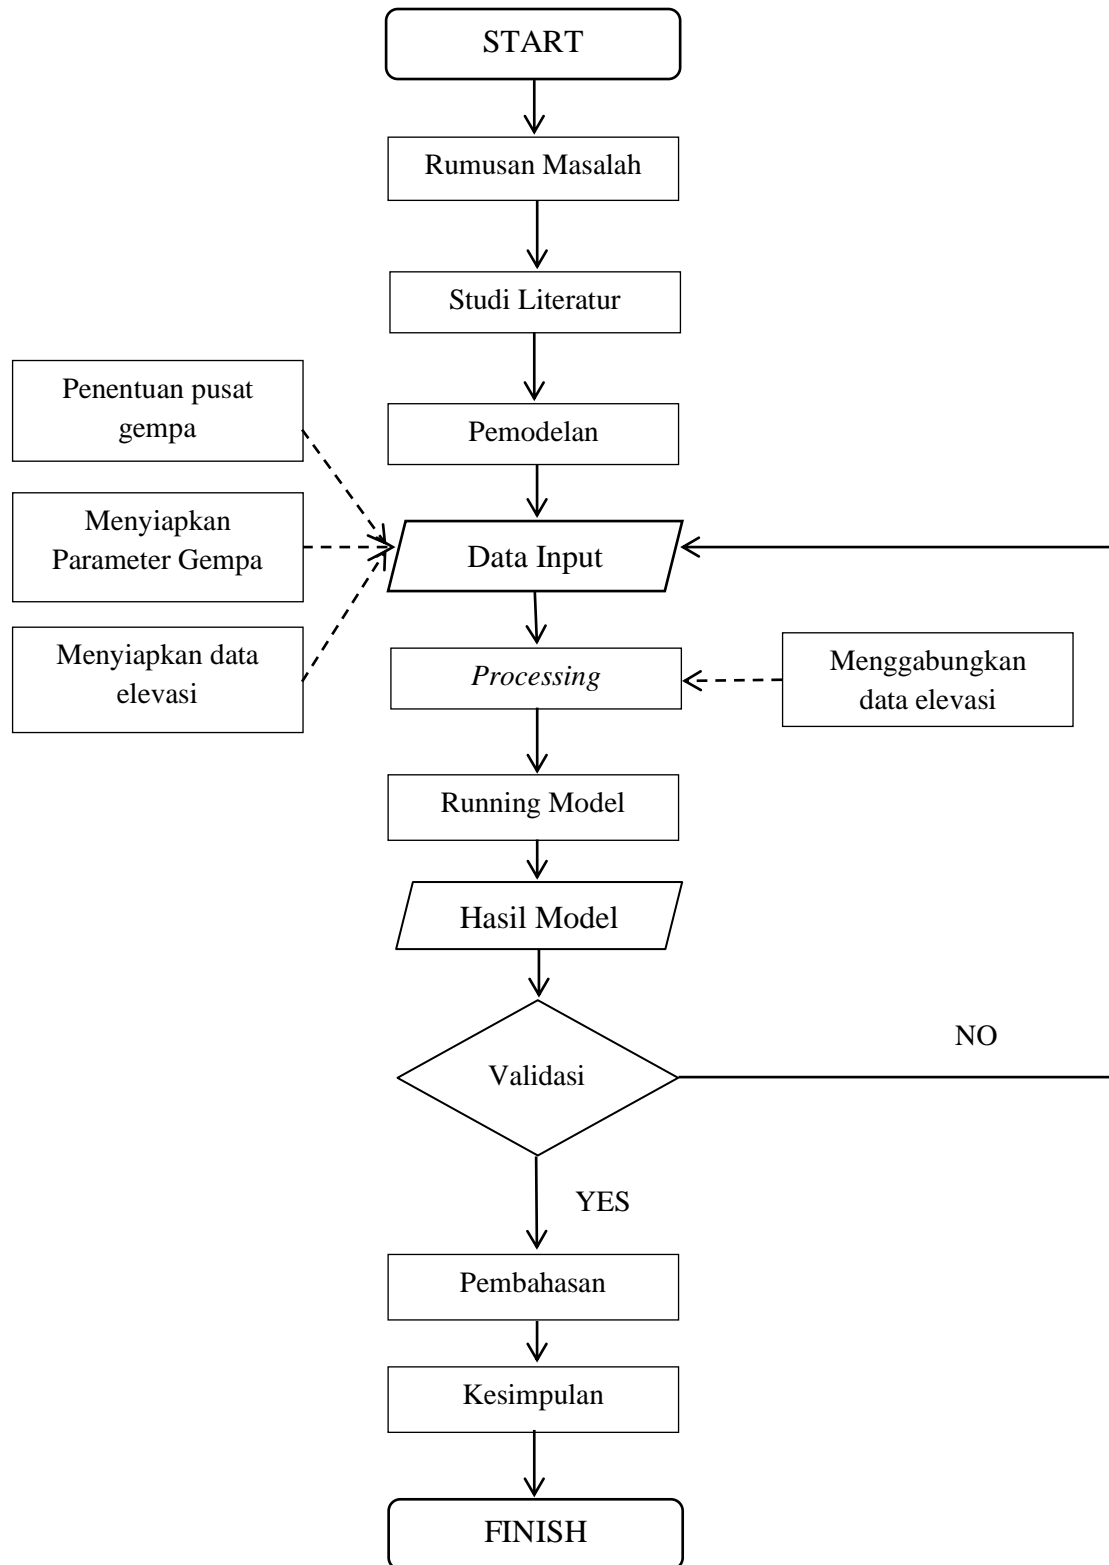 START
Rumusan Masalah
Studi Literatur
Penentuan pusat
gempa
Pemodelan
Menyiapkan
Parameter Gempa
Data Input
Menyiapkan data
elevasi
Processing
Menggabungkan
data elevasi
Running Model
Hasil Model
Validasi
NO
YES
Pembahasan
Kesimpulan
FINISH